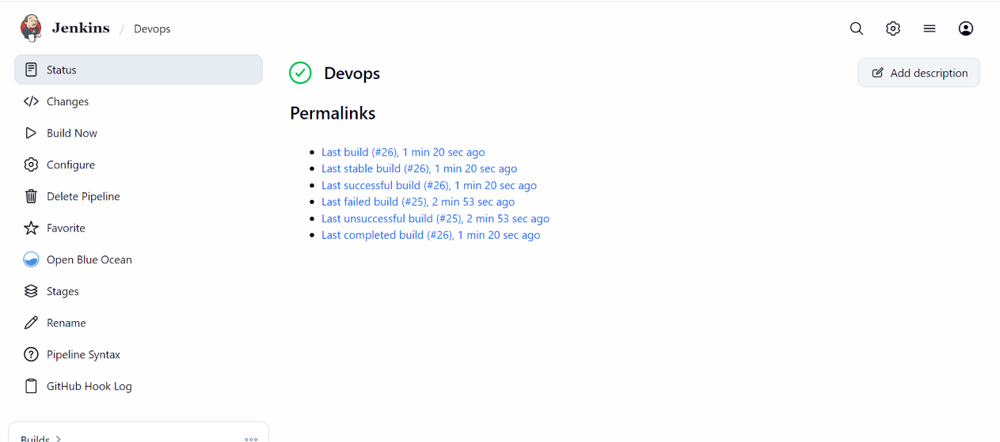 Jenkins / Devops
Status
Changes
Build Now
Configure
Delete Pipeline
Favorite
Open Blue Ocean
Stages
Rename
Pipeline Syntax
GitHub Hook Log
Builds
Devops
Add description
Permalinks
Last build (#26), 1 min 20 sec ago
Last stable build (#26), 1 min 20 sec ago
Last successful build (#26), 1 min 20 sec ago
Last failed build (#25), 2 min 53 sec ago
Last unsuccessful build (#25), 2 min 53 sec ago
Last completed build (#26), 1 min 20 sec ago